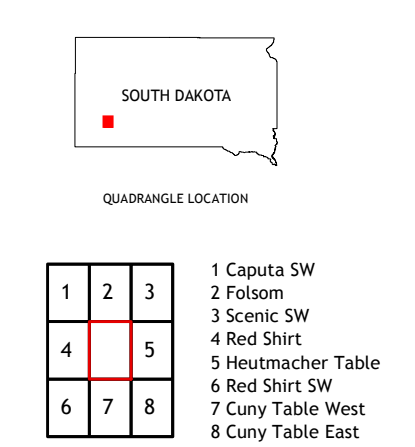 SOUTH DAKOTA
QUADRANGLE LOCATION
1 2 3
4 5
6 7 8
1 Caputa SW
2 Folsom
3 Scenic SW
4 Red Shirt
5 Heutmacher Table
6 Red Shirt SW
7 Cuny Table West
8 Cuny Table East